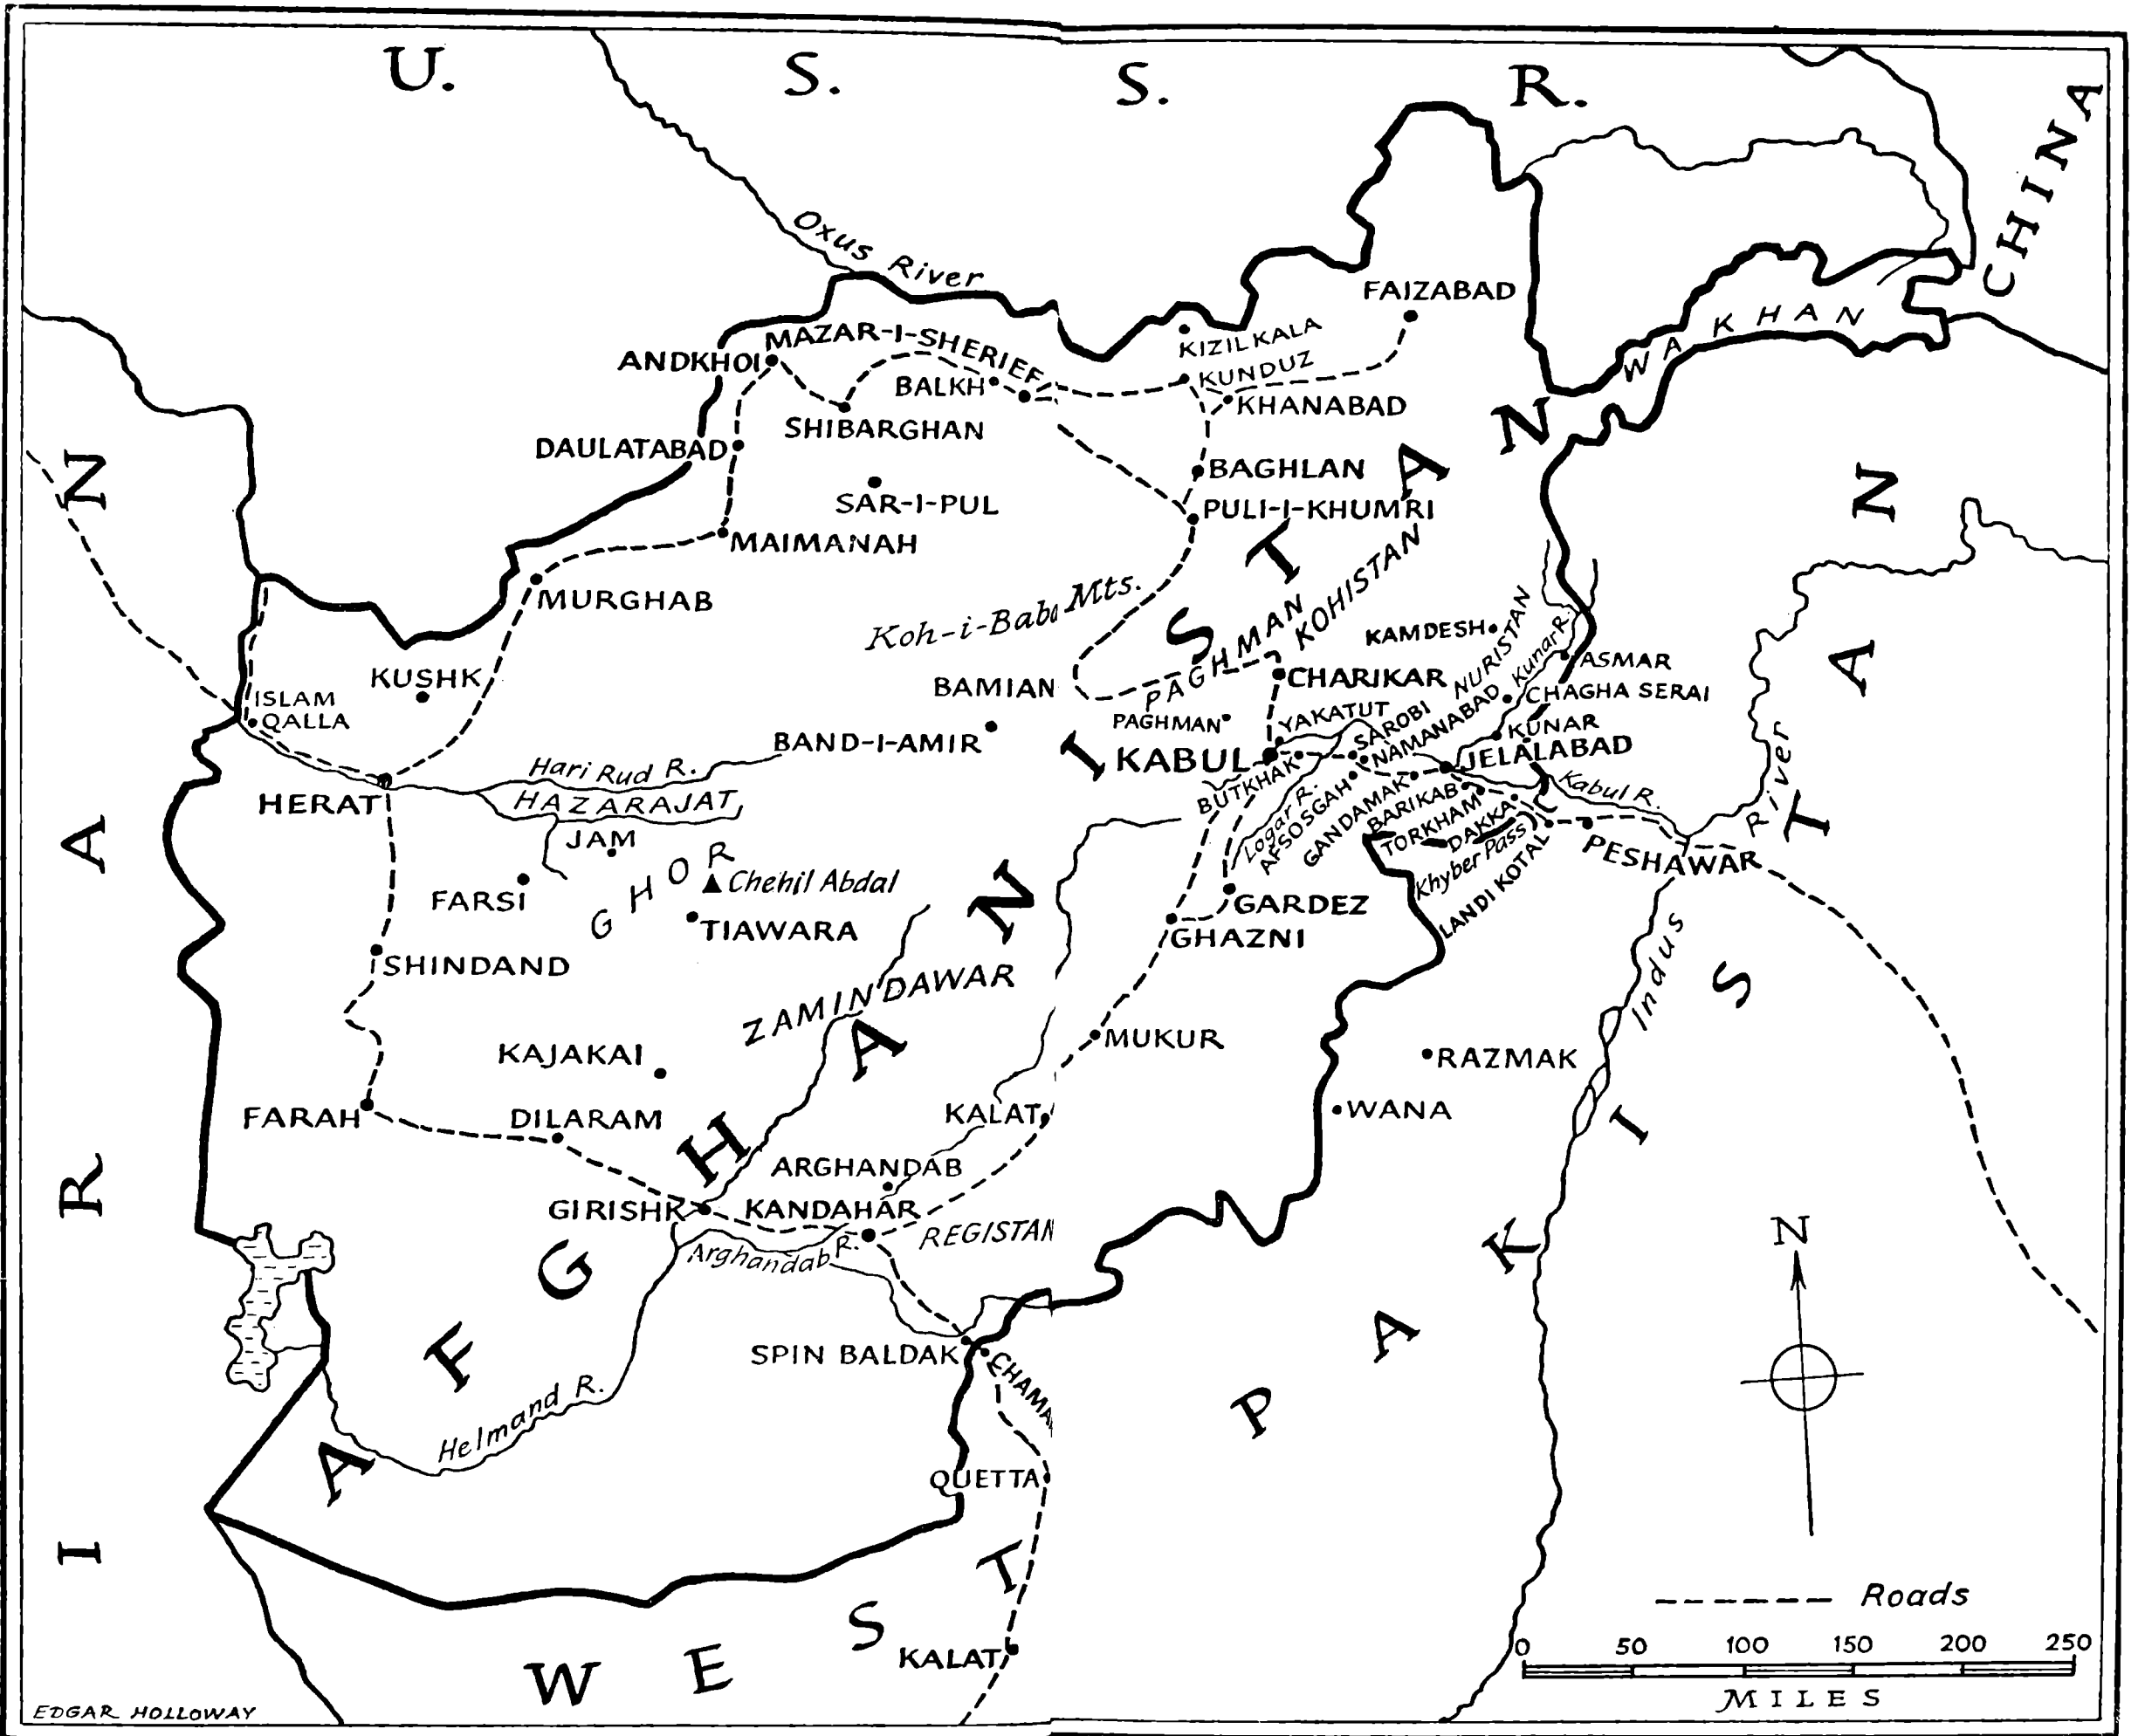 U. S. S. R.
CHINA
Oxus River
FAIZABAD
WAKHAN
MAZAR-I-SHERIEF
KIZILKALA
ANDKHOI
KUNDUZ
BALKH
KHANABAD
SHIBARGHAN
DAULATABAD
BAGHLAN
SAR-I-PUL
PULI-I-KHUMRI
MAIMANAH
MURGHAB
Koh-i-Baba Mts.
PAGHMAN
KOHISTAN
KAMDESH
NURISTAN
Kunar R.
ASMAR
KUSHK
BAMIAN
CHARIKAR
CHAGHA SERAI
ISLAM
QALLA
PAGHMAN
YAKATUT
SAROBI
NAMANABAD
KUNAR
BAND-I-AMIR
KABUL
JELALABAD
Hari Rud R.
BUTKHAK
Kabul R.
HERAT
HAZARAJAT
Logar R.
AFSOSGAH
GANDAMAK
BARIKAB
TORKHAM
DAKKA
Khyber Pass
LANDI KOTAL
PESHAWAR
JAM
GHOR
Chehil Abdal
FARSI
GARDEZ
TIAWARA
GHAZNI
SHINDAND
Indus River
ZAMINDAWAR
MUKUR
KAJAKAI
RAZMAK
FARAH
DILARAM
KALAT
WANA
ARGHANDAB
GIRISHK
KANDAHAR
REGISTAN
Arghandab R.
N
SPIN BALDAK
CHAMA
Helmand R.
QUETTA
AFGHANISTAN
IRAN
WEST PAKISTAN
KALAT
Roads
0 50 100 150 200 250
MILES
EDGAR HOLLOWAY